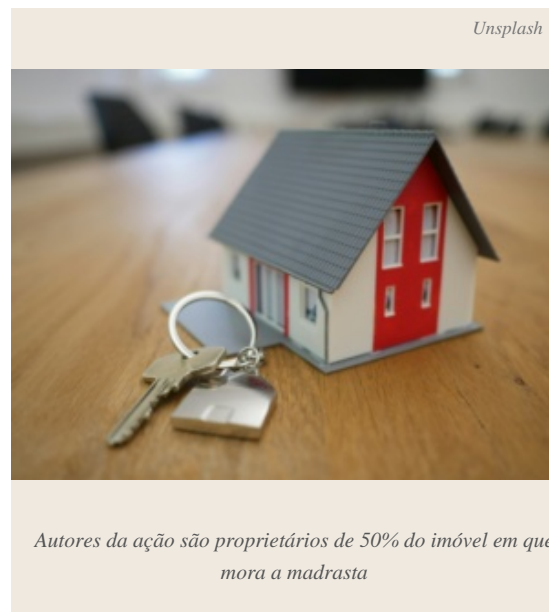 Unsplash
Autores da ação são proprietários de 50% do imóvel em que
mora a madrasta